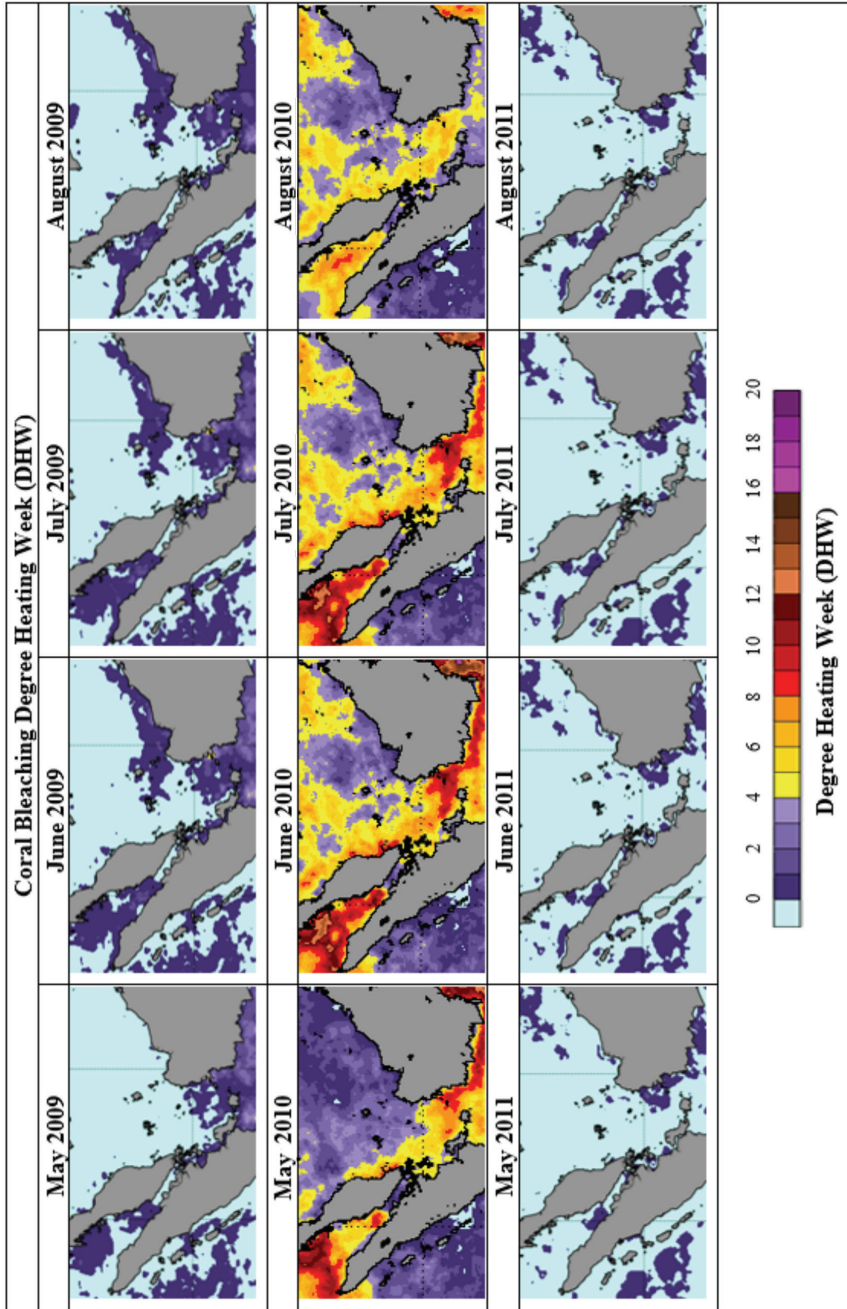 Coral Bleaching Degree Heating Week (DHW)
May 2009
June 2009
July 2009
August 2009
May 2010
June 2010
July 2010
August 2010
May 2011
June 2011
July 2011
August 2011
0 2 4 6 8 10 12 14 16 18 20
Degree Heating Week (DHW)